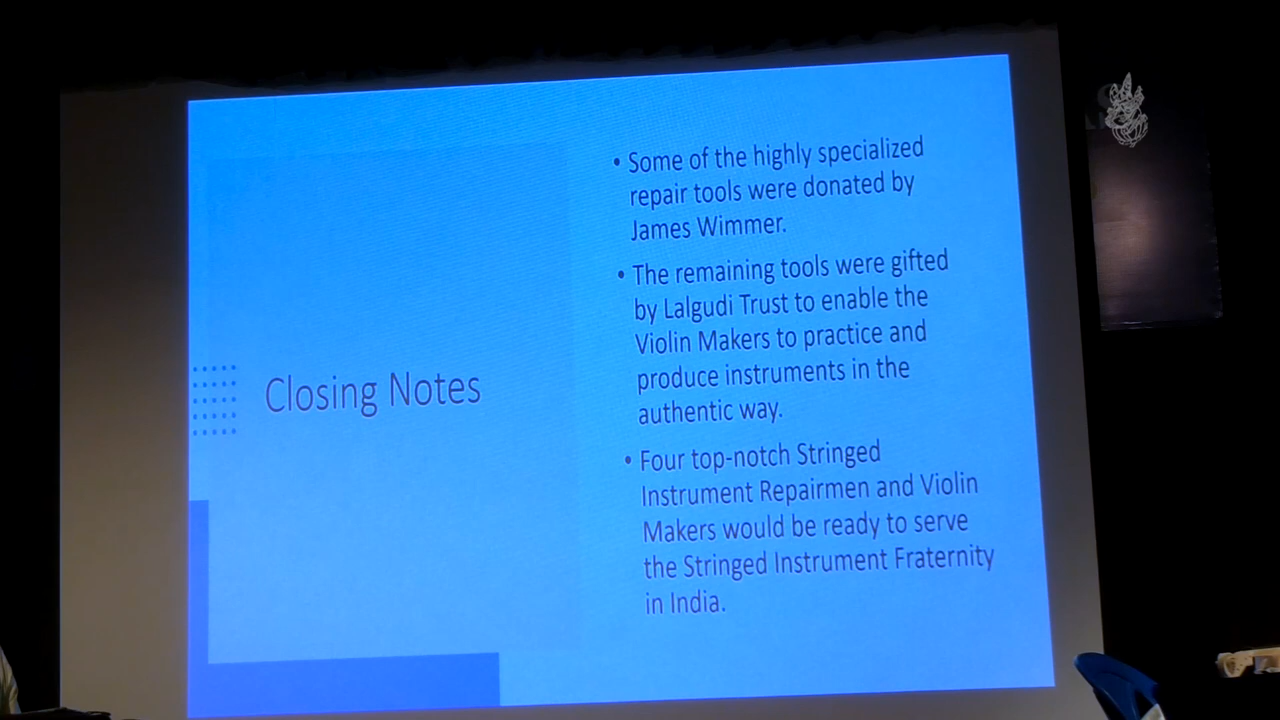 Closing Notes
• Some of the highly specialized
repair tools were donated by
James Wimmer.
• The remaining tools were gifted
by Lalgudi Trust to enable the
Violin Makers to practice and
produce instruments in the
authentic way.
• Four top-notch Stringed
Instrument Repairmen and Violin
Makers would be ready to serve
the Stringed Instrument Fraternity
in India.